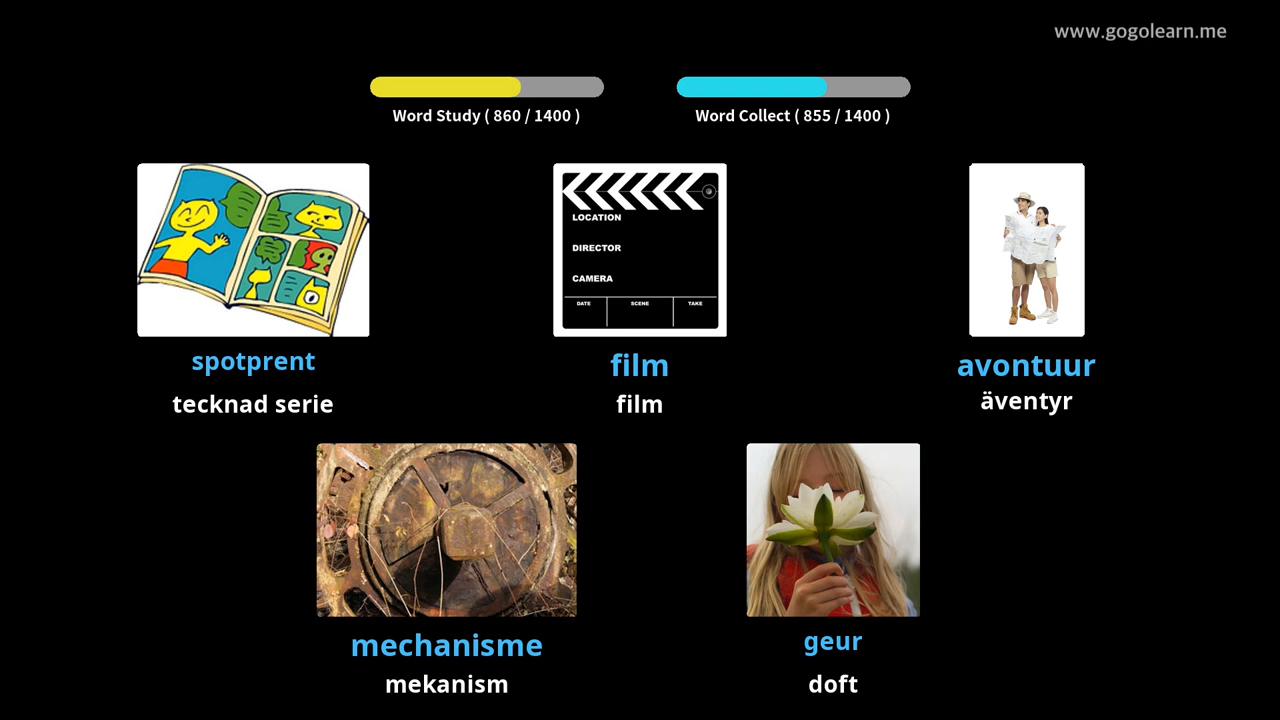 www.gogolearn.me
Word Study ( 860 / 1400 )
Word Collect ( 855 / 1400 )
LOCATION
DIRECTOR
CAMERA
DATE
SCENE
TAKE
spotprent
film
avontuur
tecknad serie
film
äventyr
mechanisme
geur
mekanism
doft